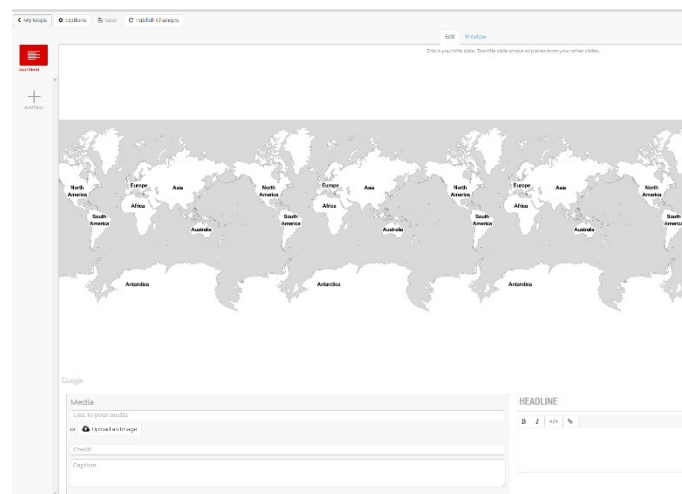 My Maps Options Save Publish Changes
Edit Preview
This is your title slide. The title slide shows all points from your other slides.
(untitled)
Add Slide
North America Europe Asia North America Europe Asia North America Europe Asia North America
Africa Africa Africa
South America Australia South America Australia South America Australia South America
Antarctica Antarctica Antarctica
Google
Media HEADLINE
URL to your media
or Upload an Image B I </>
Credit
Caption